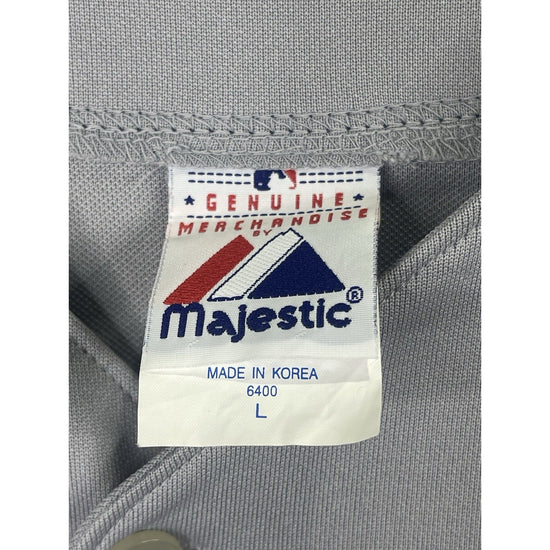 GENUINE
MERCHANDISE
BY
Majestic®
MADE IN KOREA
6400
L